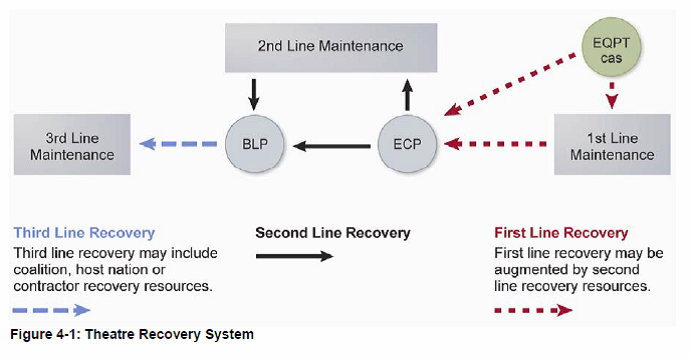 2nd Line Maintenance
EQPT
cas
3rd Line
Maintenance
BLP
ECP
1st Line
Maintenance
Third Line Recovery
Third line recovery may include
coalition, host nation or
contractor recovery resources.
Second Line Recovery
First Line Recovery
First line recovery may be
augmented by second
line recovery resources.
Figure 4-1: Theatre Recovery System